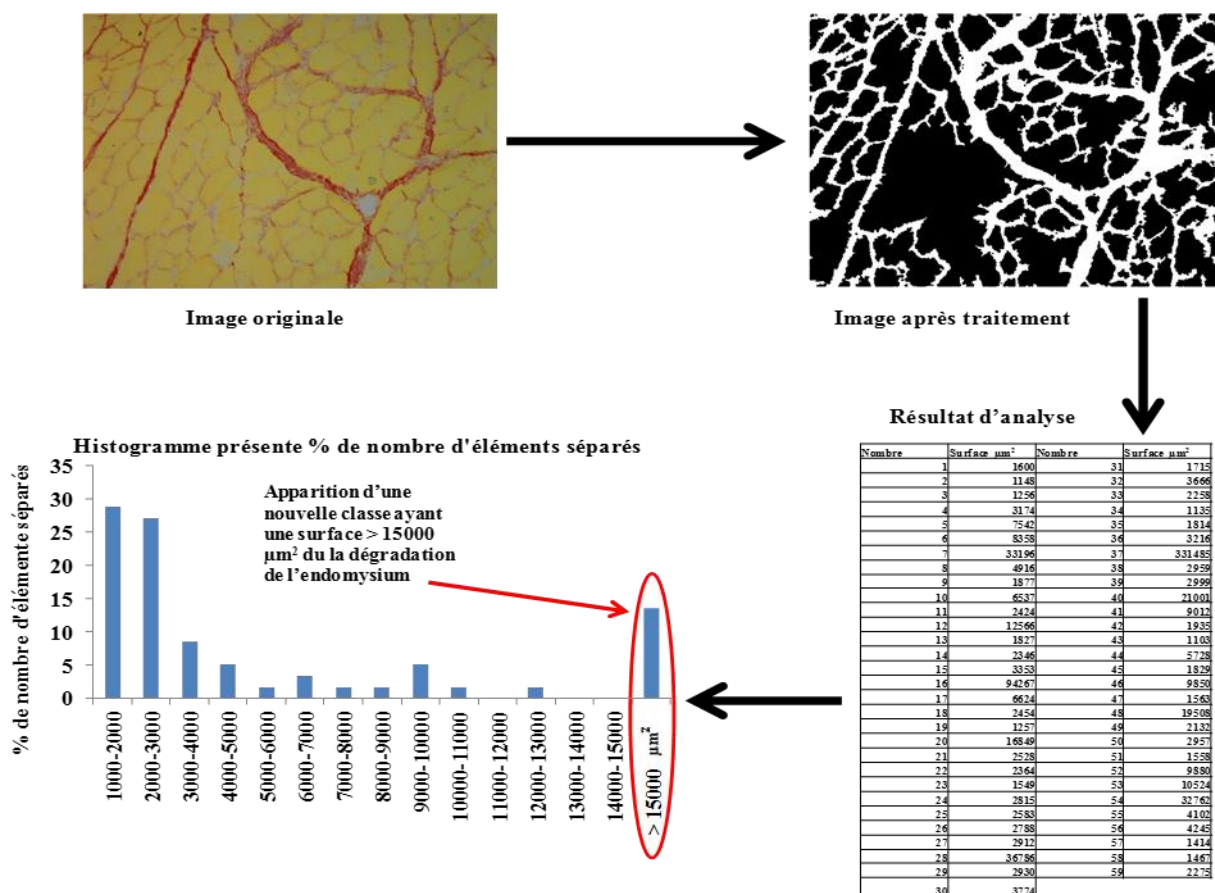 Image originale
Image après traitement
Résultat d'analyse
Nombre Surface µm² Nombre Surface µm²
1 1600 31 1715
2 1148 32 3666
3 1256 33 2258
4 3174 34 1135
5 7542 35 1814
6 8358 36 3216
7 33196 37 331485
8 4916 38 2959
9 1877 39 2999
10 6537 40 21001
11 2424 41 9012
12 12566 42 1935
13 1827 43 1103
14 2346 44 5728
15 3353 45 1829
16 94267 46 9850
17 6624 47 1563
18 2454 48 19508
19 1257 49 2132
20 16849 50 2957
21 2528 51 1558
22 2364 52 9880
23 1549 53 10524
24 2815 54 32762
25 2583 55 4102
26 2788 56 4245
27 2912 57 1414
28 36786 58 1467
29 2930 59 2275
30 3774
Histogramme présente % de nombre d'éléments séparés
% de nombre d'élémente séparés
35
30
25
20
15
10
5
0
Apparition d'une
nouvelle classe ayant
une surface > 15000
µm² du la dégradation
de l'endomysium
1000-2000
2000-3000
3000-4000
4000-5000
5000-6000
6000-7000
7000-8000
8000-9000
9000-10000
10000-11000
11000-12000
12000-13000
13000-14000
14000-15000
> 15000 µm²